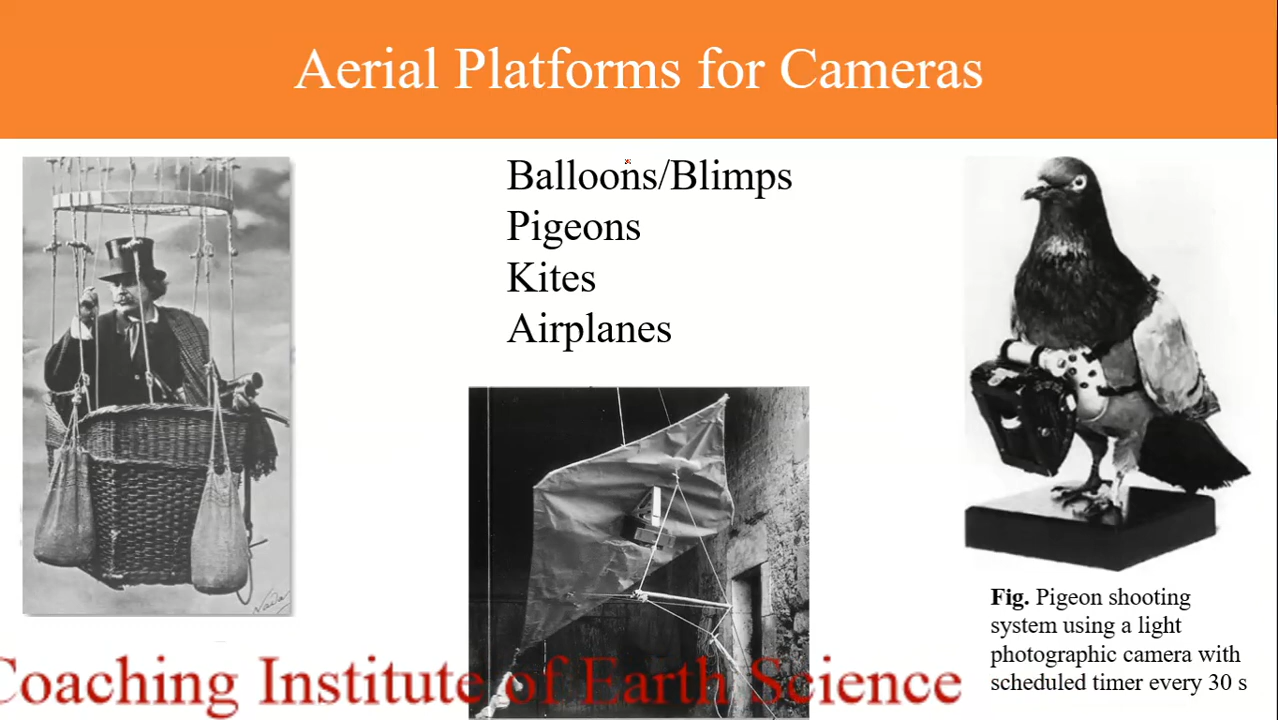 Aerial Platforms for Cameras
Balloons/Blimps
Pigeons
Kites
Airplanes
Fig. Pigeon shooting
system using a light
photographic camera with
scheduled timer every 30 s
Coaching Institute of Earth Science
Nadar